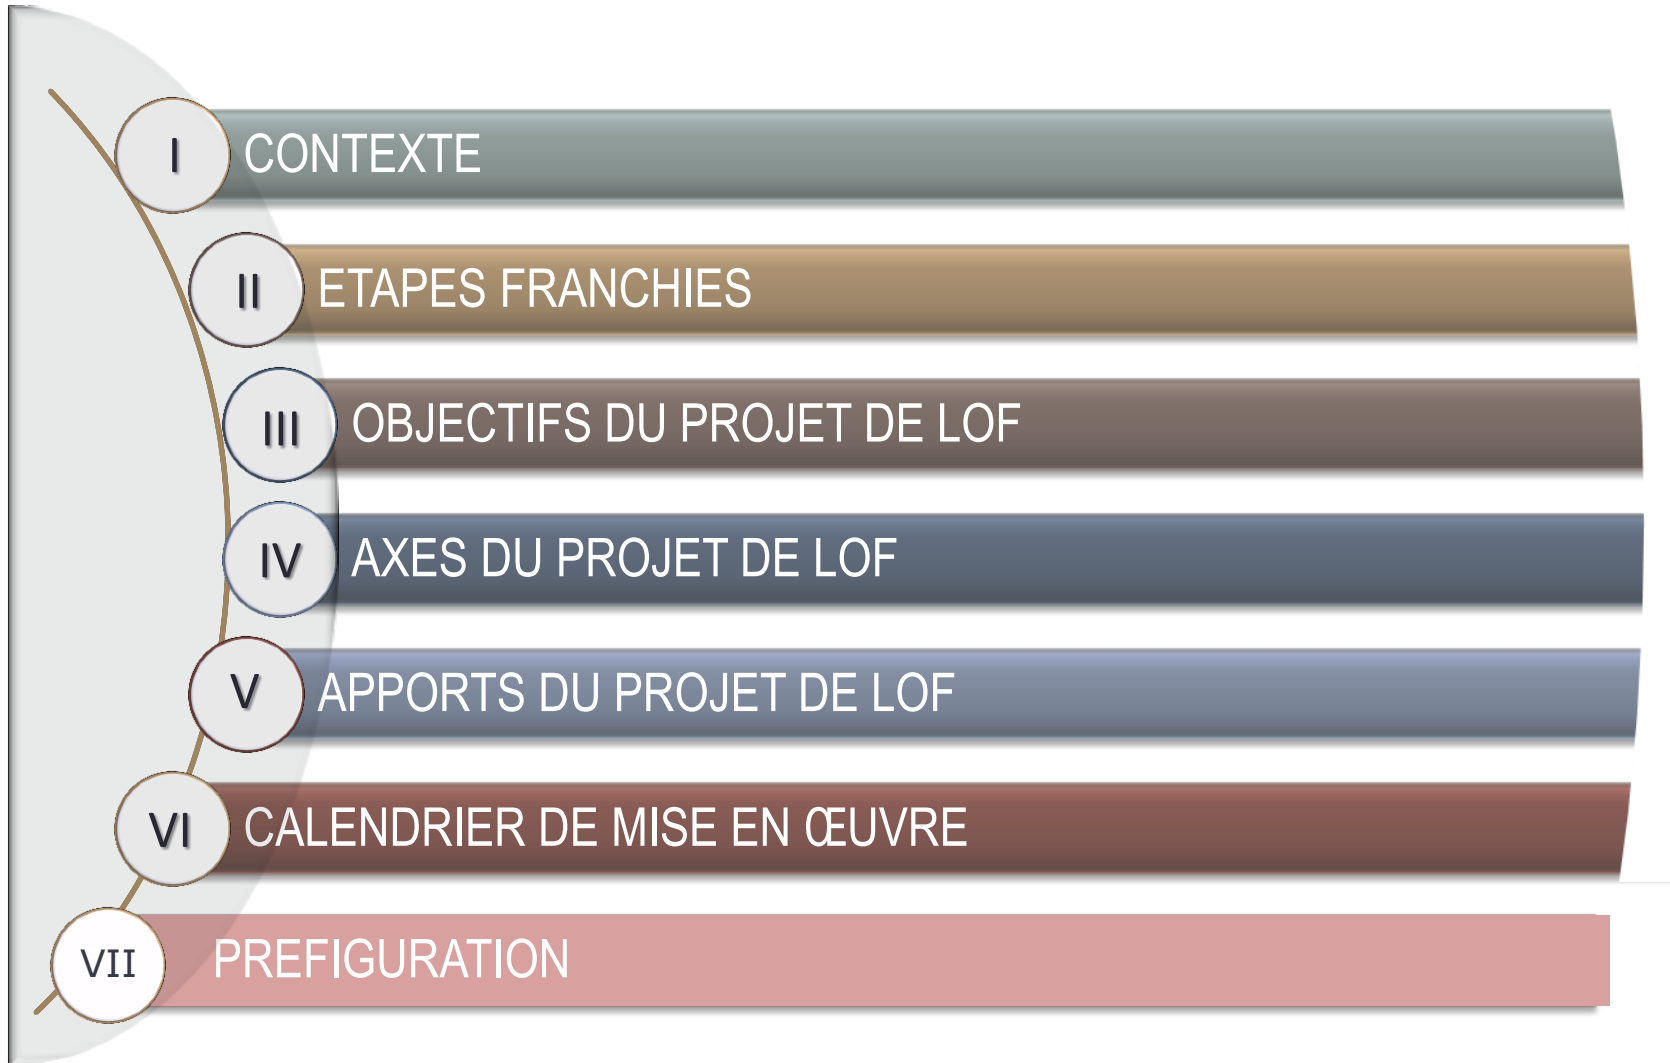 I CONTEXTE
II ETAPES FRANCHIES
III OBJECTIFS DU PROJET DE LOF
IV AXES DU PROJET DE LOF
V APPORTS DU PROJET DE LOF
VI CALENDRIER DE MISE EN ŒUVRE
VII PREFIGURATION